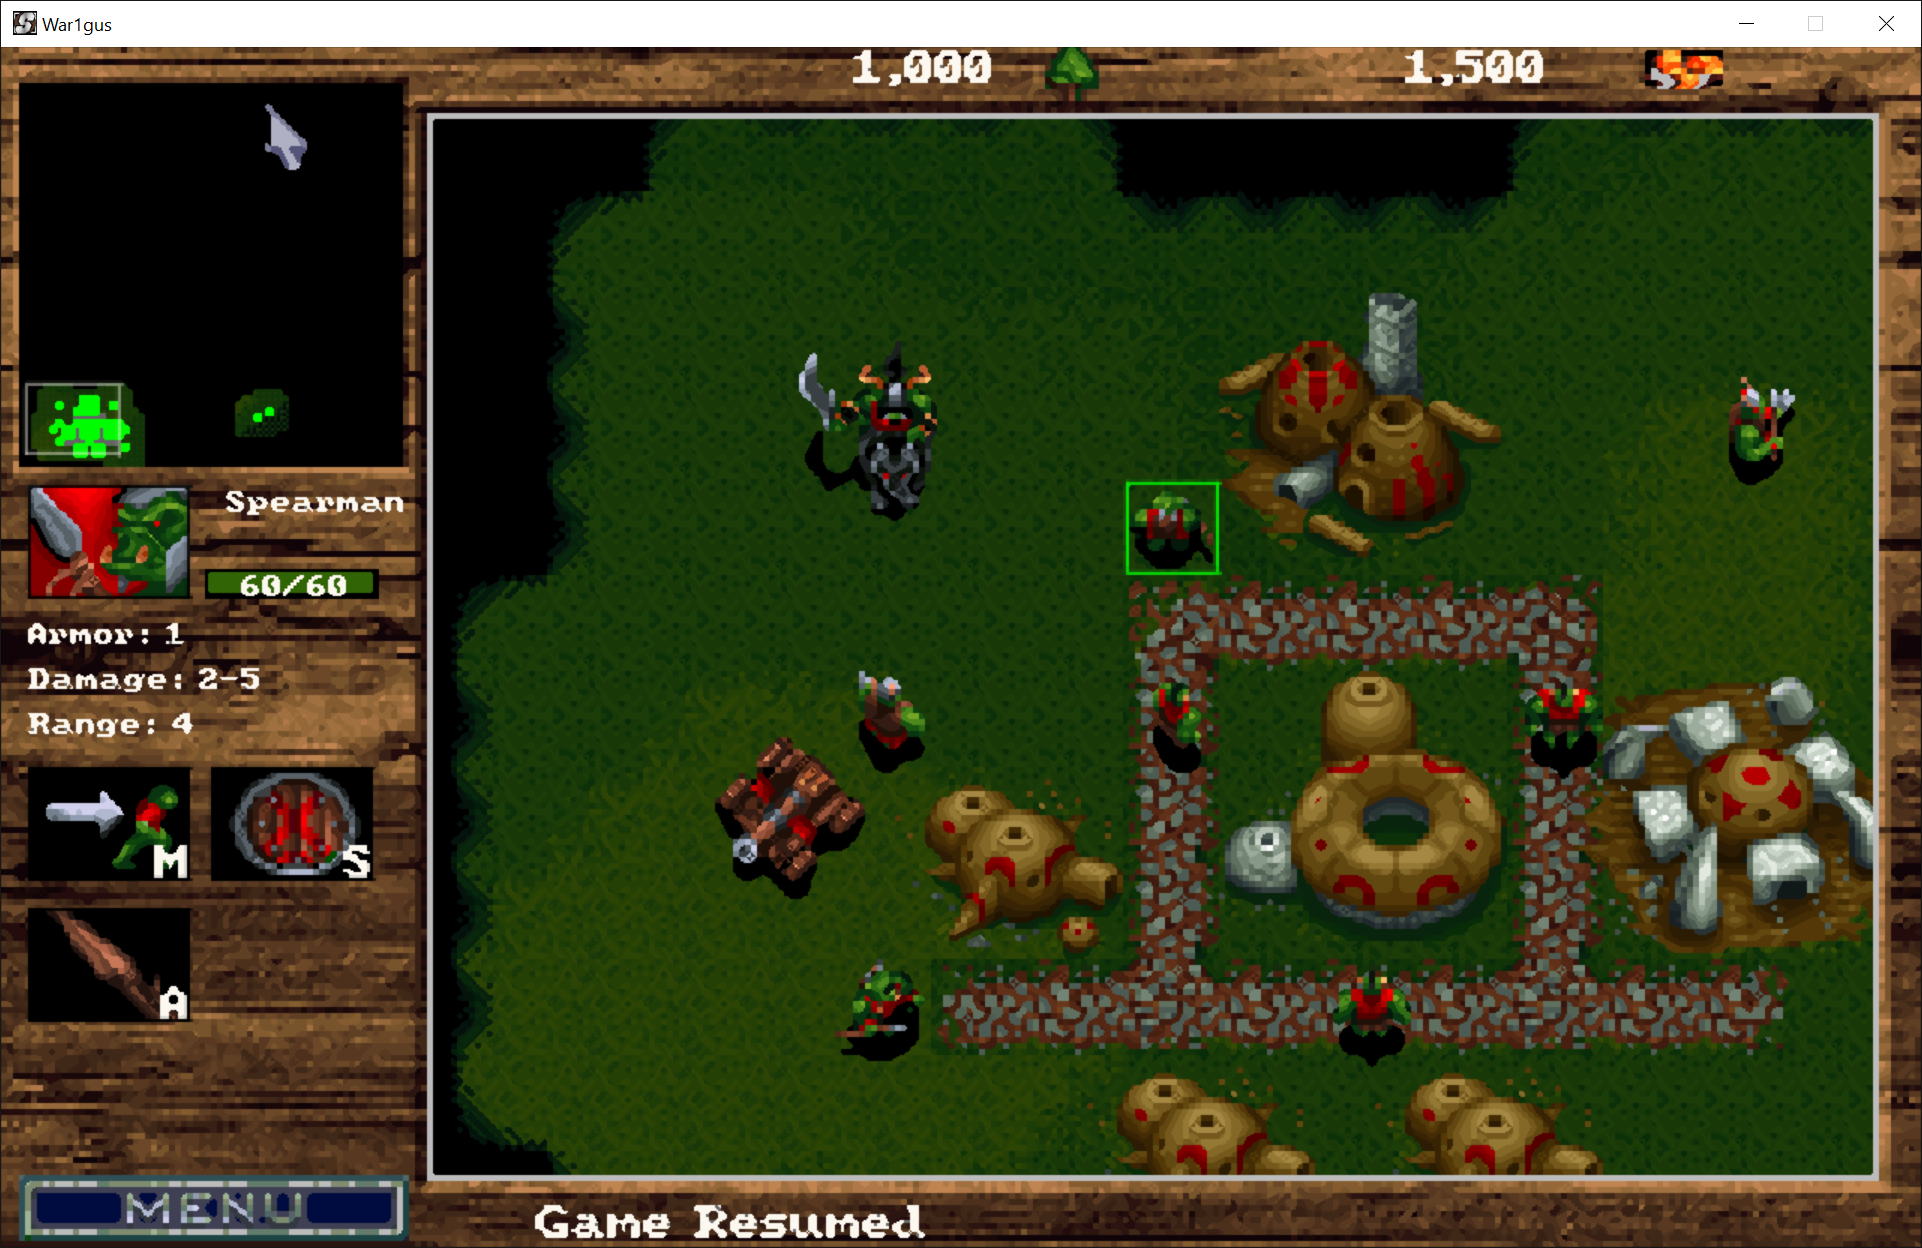 War1gus
1,000
1,500
Spearman
60/60
Armor: 1
Damage: 2-5
Range: 4
M
S
A
MENU
Game Resumed